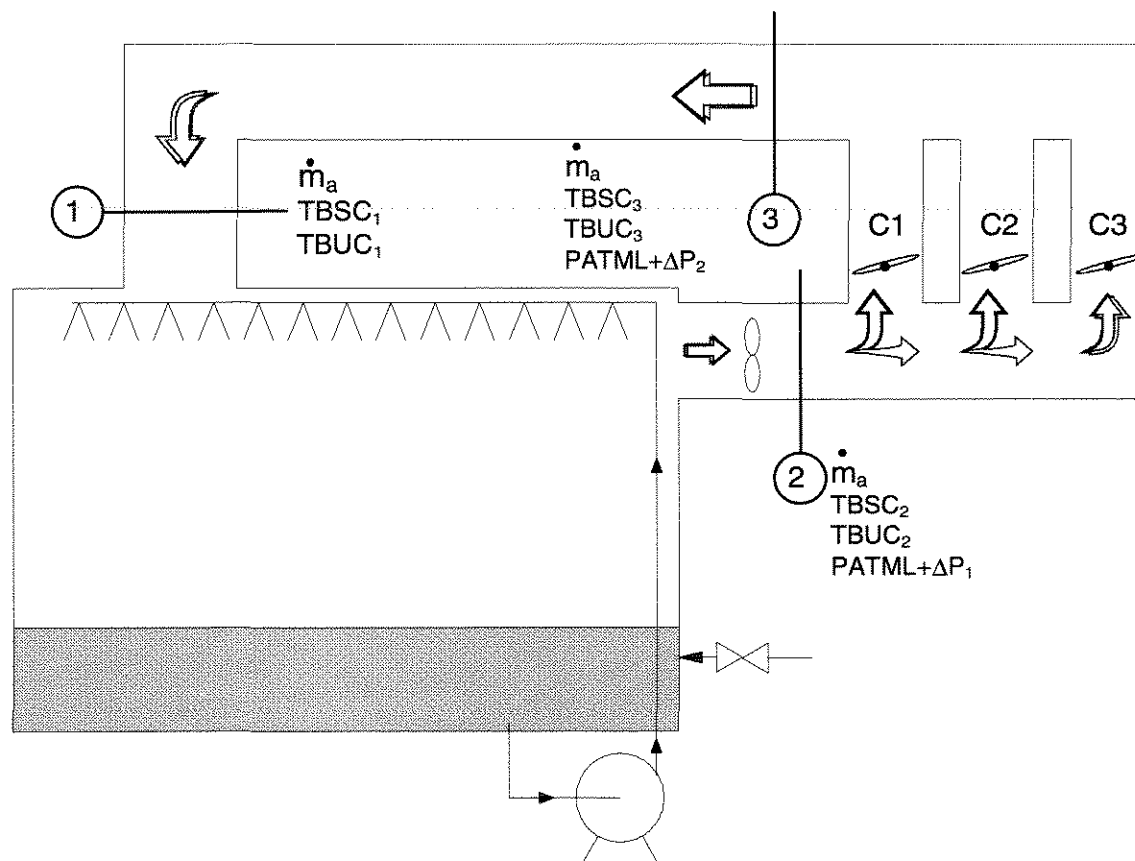 1
ṁa
TBSC1
TBUC1
ṁa
TBSC3
TBUC3
PATML+ΔP2
3
C1
C2
C3
2
ṁa
TBSC2
TBUC2
PATML+ΔP1